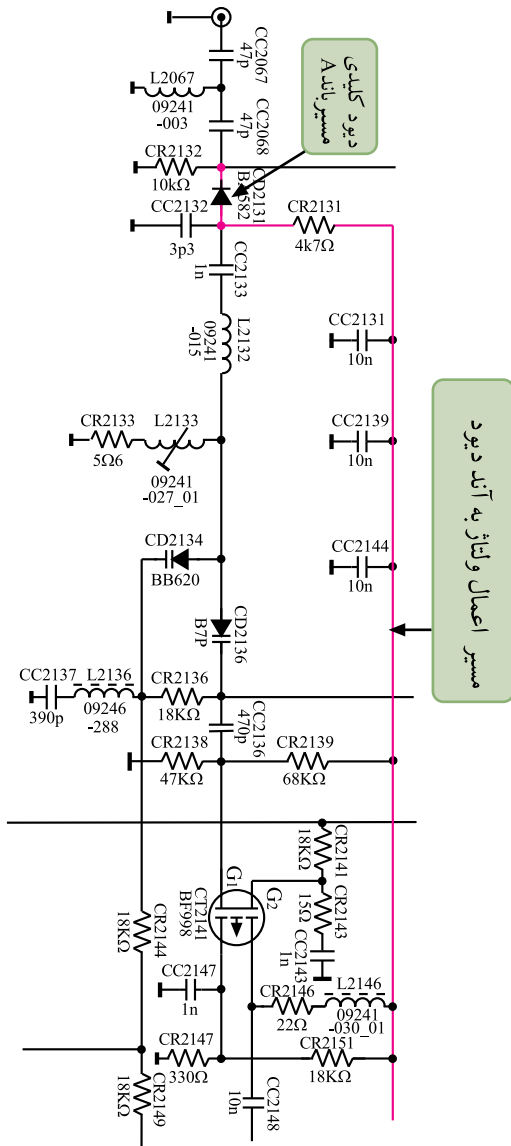 CC2067
47p
L2067
09241
-003
CC2068
47p
دیود کلیدی
مسیر باند A
CR2132
10kΩ
CD2131
CC2132
3p3
CR2131
4k7Ω
CC2133
1n
L2132
09241
-015
CC2131
10n
CR2133
5Ω6
L2133
09241
-027_01
CC2139
10n
مسیر اعمال ولتاژ به آند دیود
CD2134
BB620
CC2144
10n
CD2136
B7P
CC2137
390p
L2136
09246
-288
CR2136
18KΩ
CC2136
470p
CR2138
47KΩ
CR2139
68KΩ
CR2141
18KΩ
G1
G2
CT2141
BF998
CR2143
15Ω
CC2143
1n
CR2144
18KΩ
CC2147
1n
CR2146
22Ω
L2146
09241
-030_01
CR2147
330Ω
CR2151
18KΩ
CR2149
18KΩ
CC2148
10n